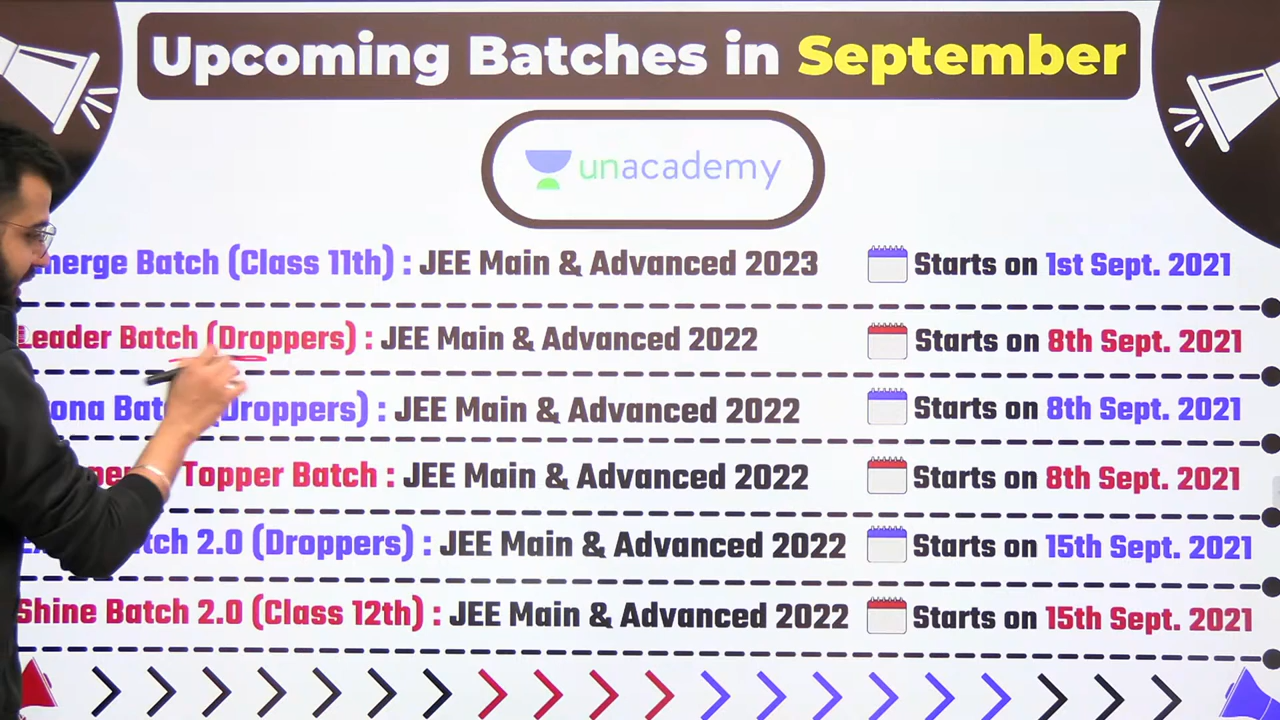 Upcoming Batches in September
unacademy
Batch (Class 11th) : JEE Main & Advanced 2023 Starts on 1st Sept. 2021
Leader Batch (Droppers) : JEE Main & Advanced 2022 Starts on 8th Sept. 2021
(Droppers) : JEE Main & Advanced 2022 Starts on 8th Sept. 2021
Topper Batch : JEE Main & Advanced 2022 Starts on 8th Sept. 2021
2.0 (Droppers) : JEE Main & Advanced 2022 Starts on 15th Sept. 2021
Shine Batch 2.0 (Class 12th) : JEE Main & Advanced 2022 Starts on 15th Sept. 2021